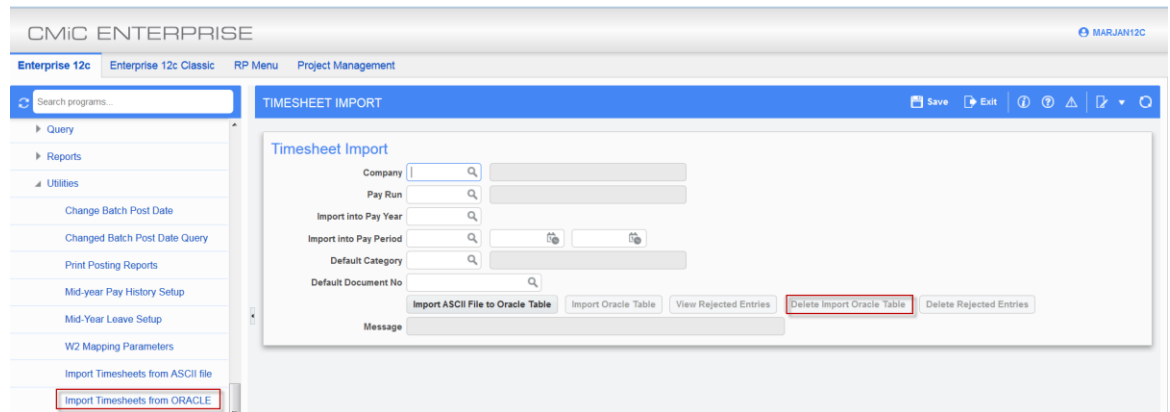 CMiC ENTERPRISE
MARJAN12C
Enterprise 12c Enterprise 12c Classic RP Menu Project Management
Search programs...
TIMESHEET IMPORT
Save Exit
Query
Reports
Utilities
Change Batch Post Date
Changed Batch Post Date Query
Print Posting Reports
Mid-year Pay History Setup
Mid-Year Leave Setup
W2 Mapping Parameters
Import Timesheets from ASCII file
Import Timesheets from ORACLE
Timesheet Import
Company
Pay Run
Import into Pay Year
Import into Pay Period
Default Category
Default Document No
Import ASCII File to Oracle Table Import Oracle Table View Rejected Entries Delete Import Oracle Table Delete Rejected Entries
Message